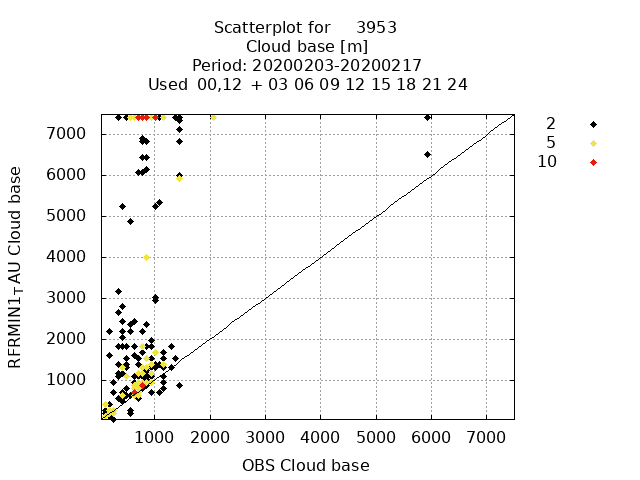 Scatterplot for 3953
Cloud base [m]
Period: 20200203-20200217
Used 00,12 + 03 06 09 12 15 18 21 24
2
5
10
7000
6000
5000
4000
3000
2000
1000
RFRMIN1TAU Cloud base
1000 2000 3000 4000 5000 6000 7000
OBS Cloud base